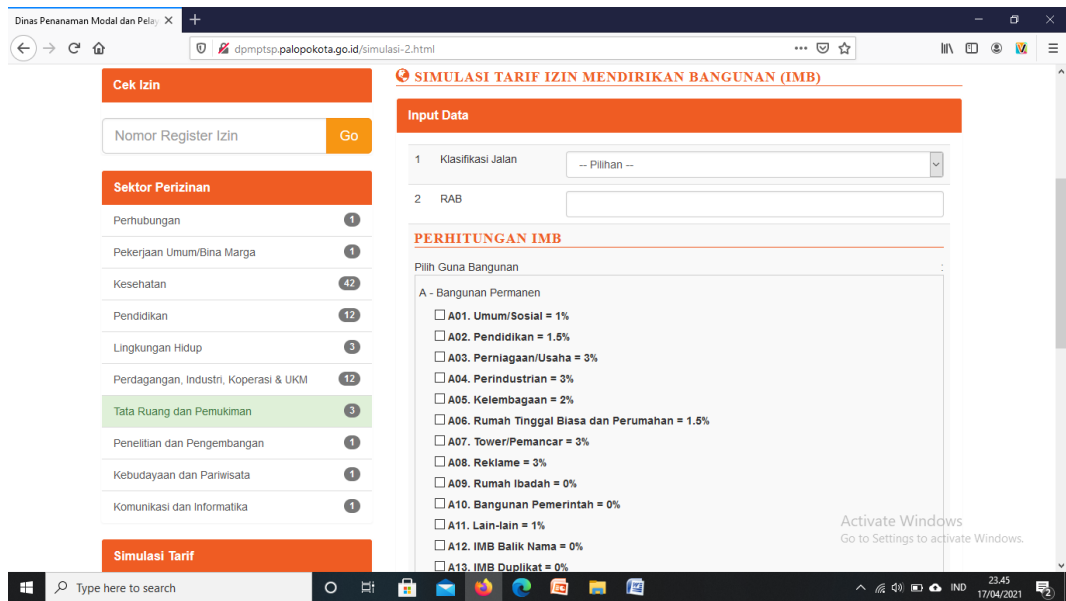 Dinas Penanaman Modal dan Pelay
dpmptsp.palopokota.go.id/simulasi-2.html
Cek Izin
Nomor Register Izin Go
Sektor Perizinan
Perhubungan 1
Pekerjaan Umum/Bina Marga 1
Kesehatan 42
Pendidikan 12
Lingkungan Hidup 3
Perdagangan, Industri, Koperasi & UKM 12
Tata Ruang dan Pemukiman 3
Penelitian dan Pengembangan 1
Kebudayaan dan Pariwisata 1
Komunikasi dan Informatika 1
Simulasi Tarif
SIMULASI TARIF IZIN MENDIRIKAN BANGUNAN (IMB)
Input Data
1 Klasifikasi Jalan -- Pilihan --
2 RAB
PERHITUNGAN IMB
Pilih Guna Bangunan :
A - Bangunan Permanen
A01. Umum/Sosial = 1%
A02. Pendidikan = 1.5%
A03. Perniagaan/Usaha = 3%
A04. Perindustrian = 3%
A05. Kelembagaan = 2%
A06. Rumah Tinggal Biasa dan Perumahan = 1.5%
A07. Tower/Pemancar = 3%
A08. Reklame = 3%
A09. Rumah Ibadah = 0%
A10. Bangunan Pemerintah = 0%
A11. Lain-lain = 1%
A12. IMB Balik Nama = 0%
A13. IMB Duplikat = 0%
Activate Windows
Go to Settings to activate Windows.
Type here to search
IND
23.45
17/04/2021
2